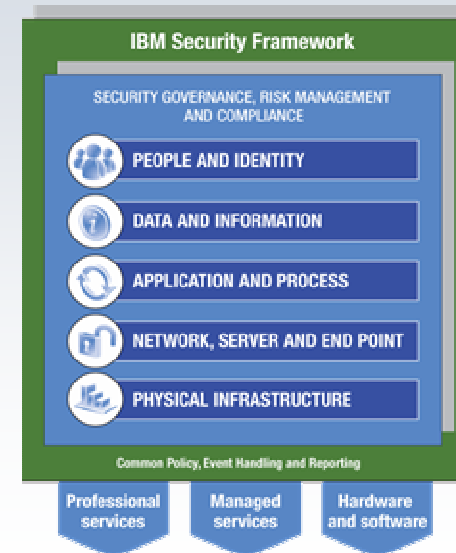 IBM Security Framework
SECURITY GOVERNANCE, RISK MANAGEMENT
AND COMPLIANCE
PEOPLE AND IDENTITY
DATA AND INFORMATION
APPLICATION AND PROCESS
NETWORK, SERVER AND END POINT
PHYSICAL INFRASTRUCTURE
Common Policy, Event Handling and Reporting
Professional
services
Managed
services
Hardware
and software